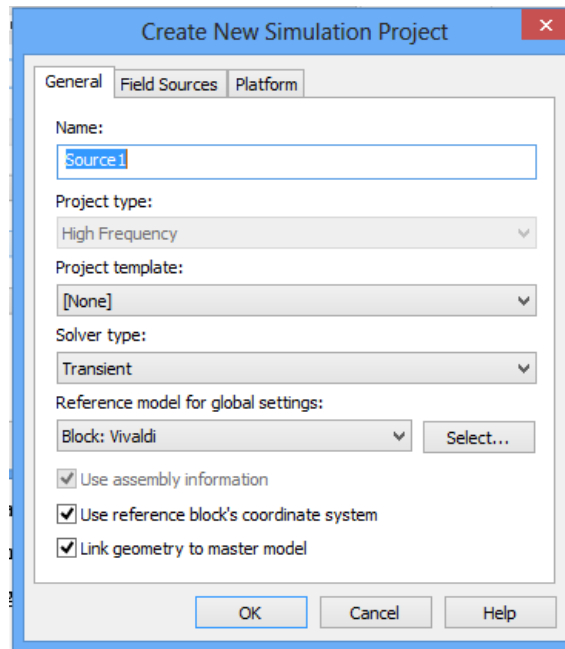 Create New Simulation Project
General Field Sources Platform
Name:
Source1
Project type:
High Frequency
Project template:
[None]
Solver type:
Transient
Reference model for global settings:
Block: Vivaldi Select...
Use assembly information
Use reference block's coordinate system
Link geometry to master model
OK Cancel Help